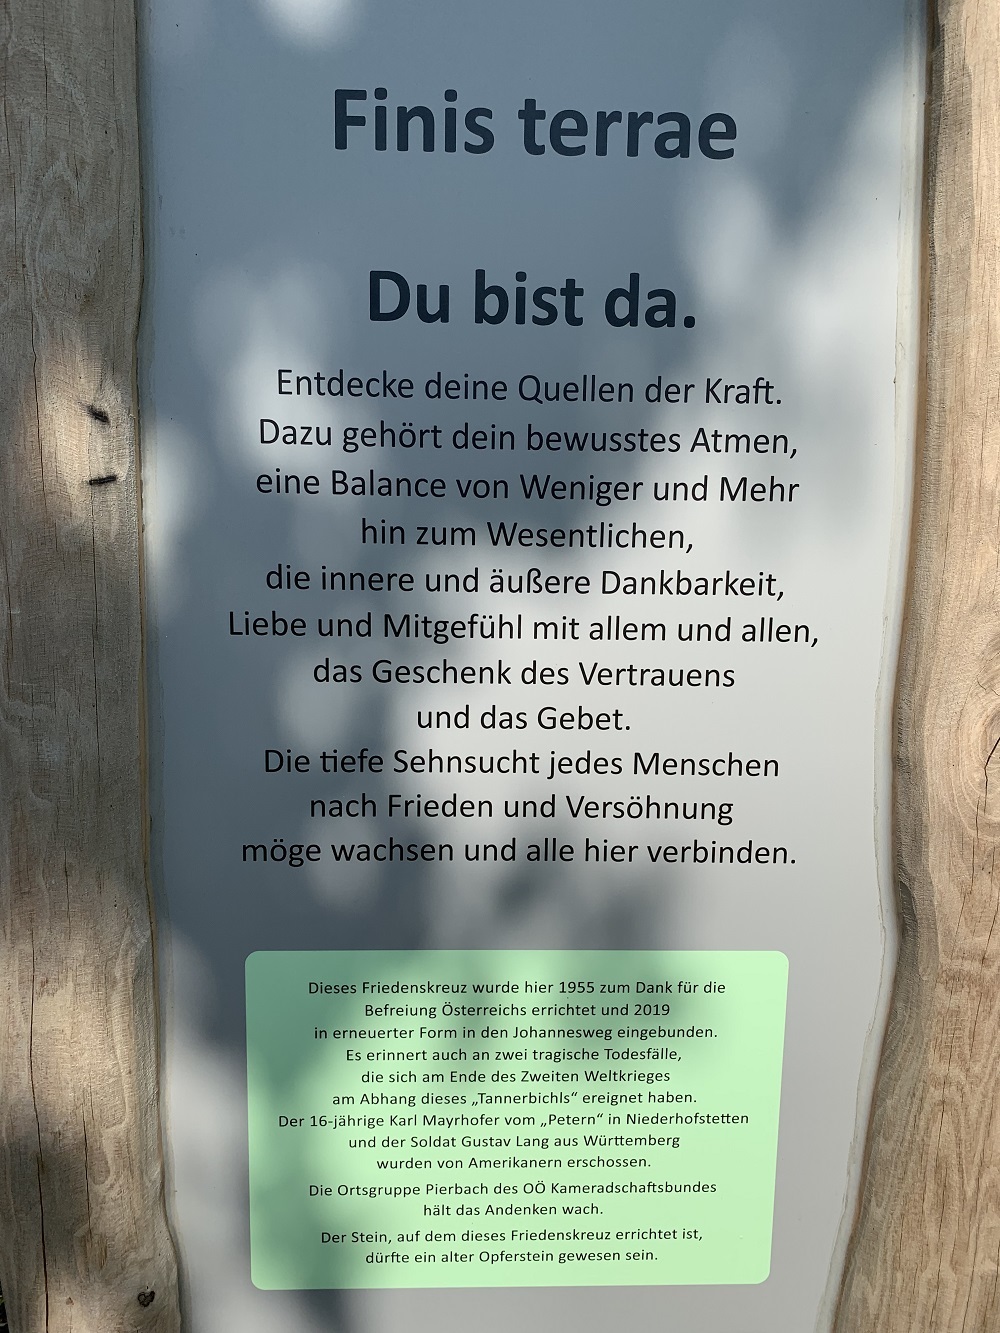 Finis terrae
Du bist da.
Entdecke deine Quellen der Kraft.
Dazu gehört dein bewusstes Atmen,
eine Balance von Weniger und Mehr
hin zum Wesentlichen,
die innere und äußere Dankbarkeit,
Liebe und Mitgefühl mit allem und allen,
das Geschenk des Vertrauens
und das Gebet.
Die tiefe Sehnsucht jedes Menschen
nach Frieden und Versöhnung
möge wachsen und alle hier verbinden.
Dieses Friedenskreuz wurde hier 1955 zum Dank für die
Befreiung Österreichs errichtet und 2019
in erneuerter Form in den Johannesweg eingebunden.
Es erinnert auch an zwei tragische Todesfälle,
die sich am Ende des Zweiten Weltkrieges
am Abhang dieses „Tannerbichls“ ereignet haben.
Der 16-jährige Karl Mayrhofer vom „Petern“ in Niederhofstetten
und der Soldat Gustav Lang aus Württemberg
wurden von Amerikanern erschossen.
Die Ortsgruppe Pierbach des OÖ Kameradschaftsbundes
hält das Andenken wach.
Der Stein, auf dem dieses Friedenskreuz errichtet ist,
dürfte ein alter Opferstein gewesen sein.